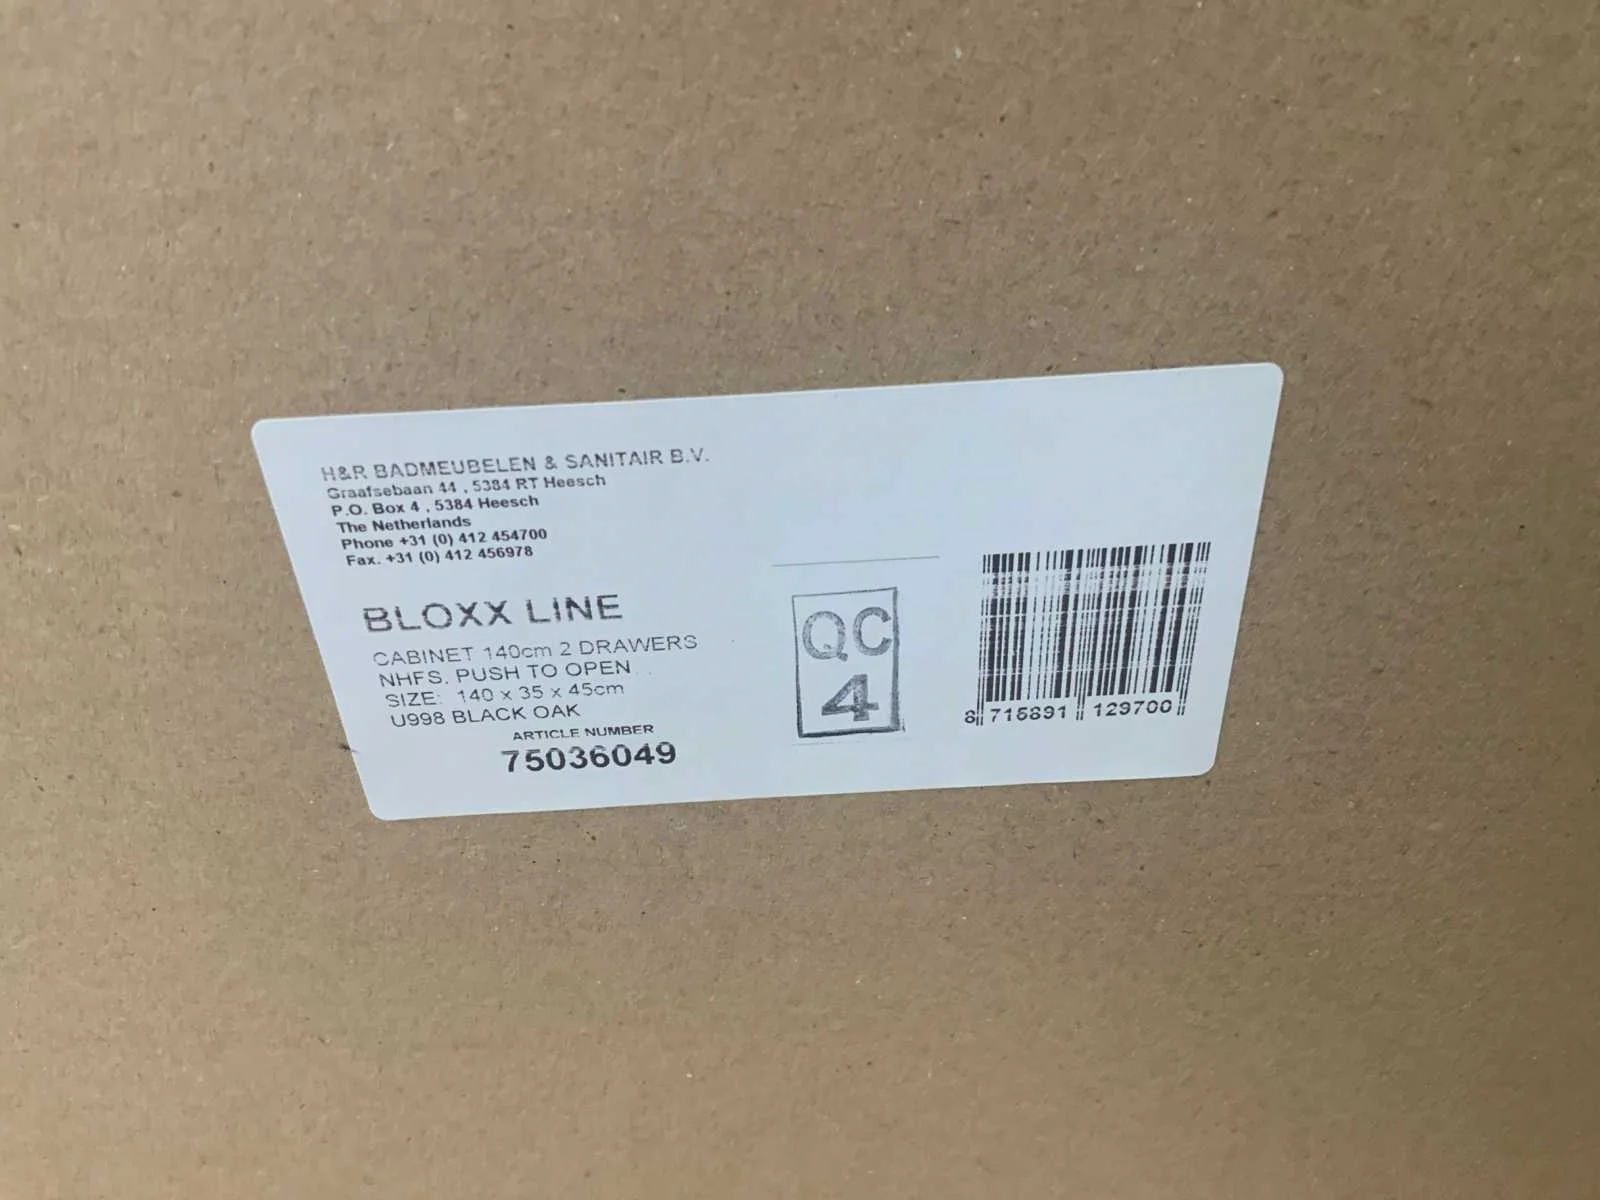 H&R BADMEUBELEN & SANITAIR B.V.
Graafsebaan 44 , 5384 RT Heesch
P.O. Box 4 , 5384 Heesch
The Netherlands
Phone +31 (0) 412 454700
Fax. +31 (0) 412 456978
BLOXX LINE
CABINET 140cm 2 DRAWERS
NHFS. PUSH TO OPEN
SIZE: 140 x 35 x 45cm
U998 BLACK OAK
ARTICLE NUMBER
75036049
QC
4
8 715891 129700